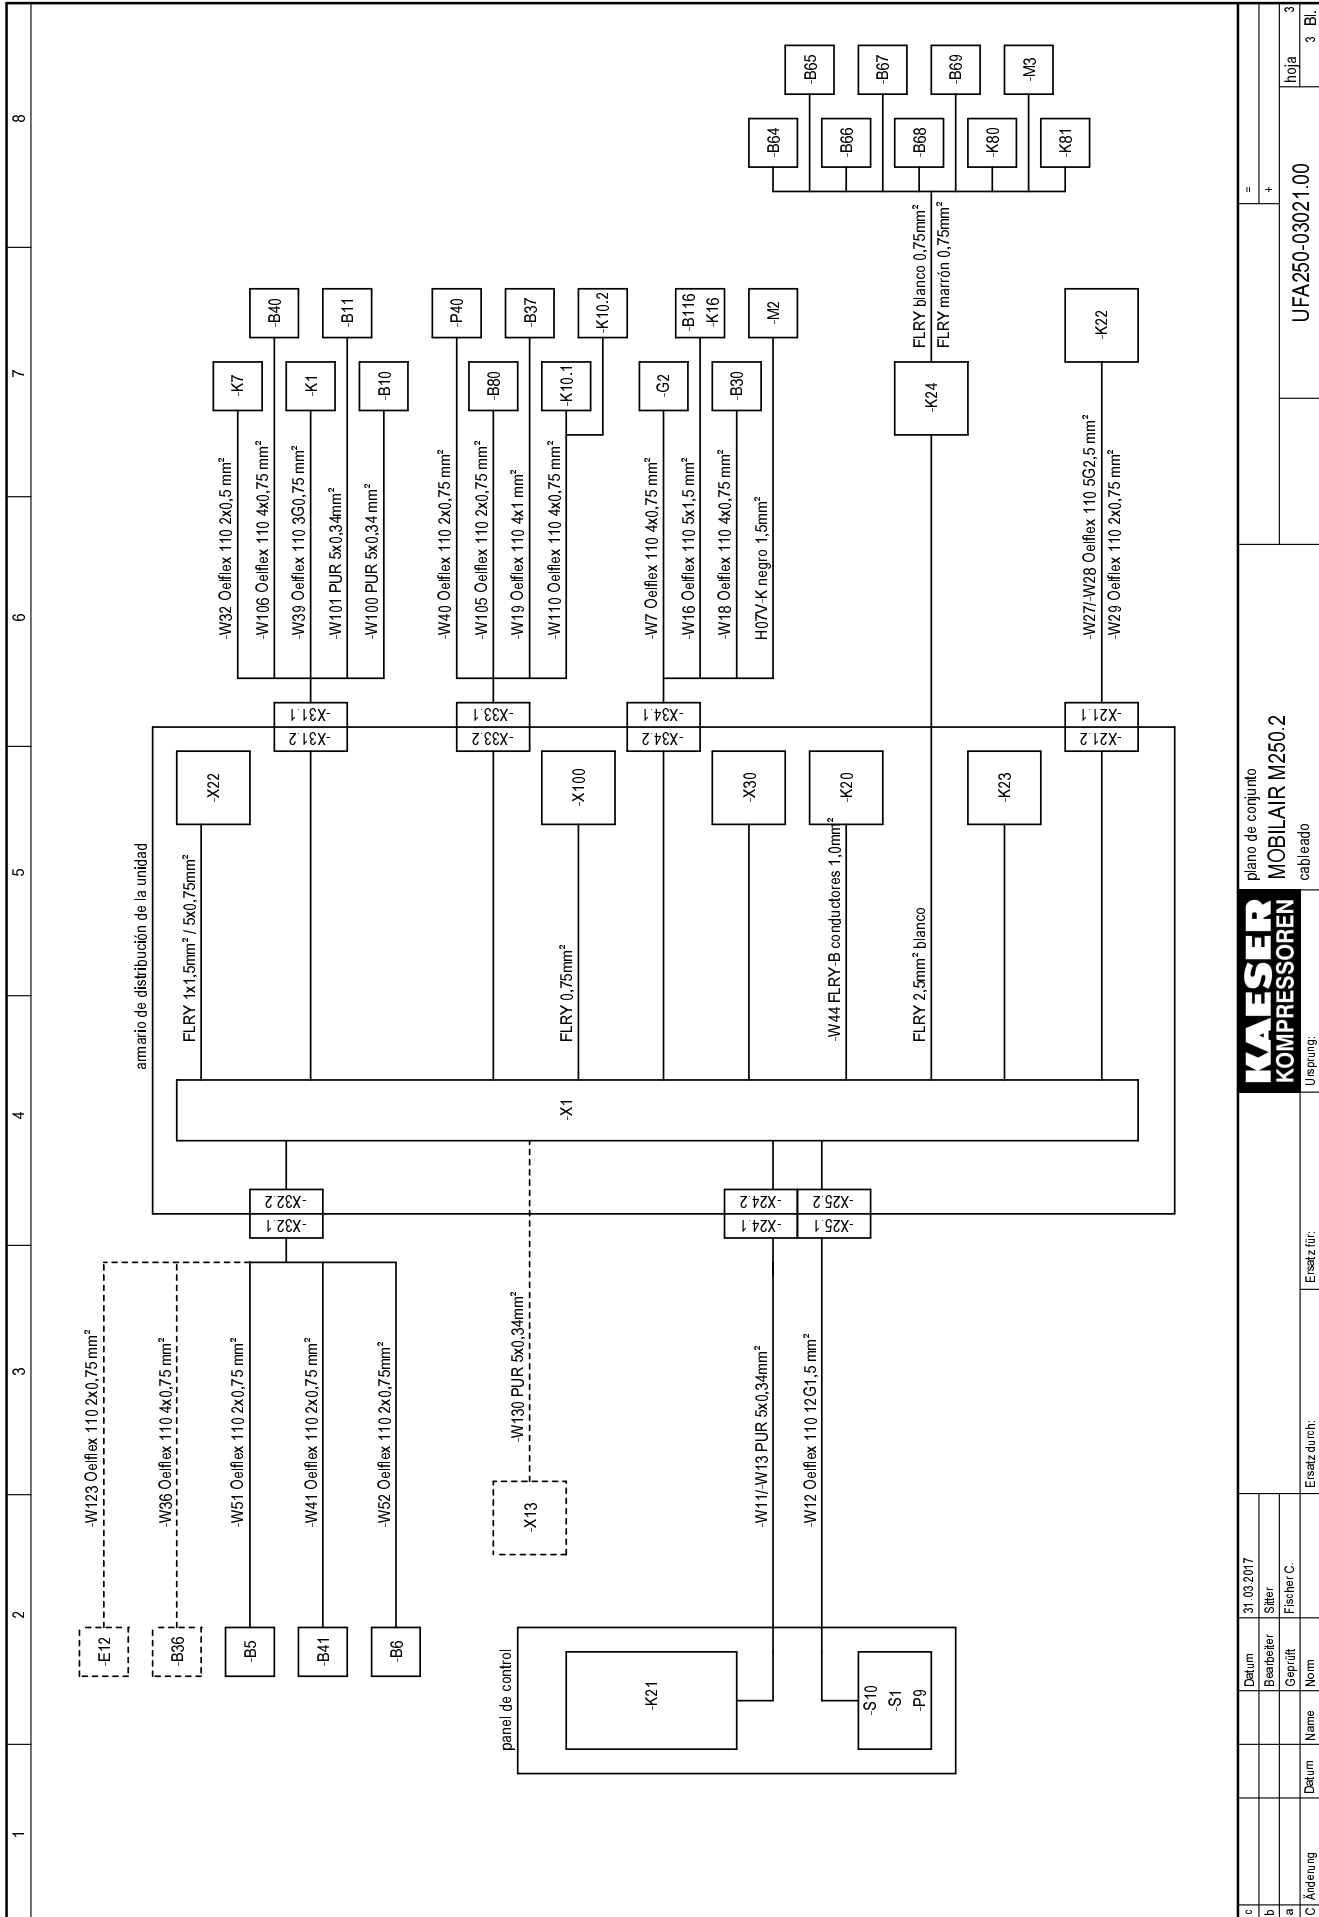 1
2
3
4
5
6
7
8
-E12
-W123 Oelflex 110 2x0,75 mm²
-B36
-W36 Oelflex 110 4x0,75 mm²
-B5
-W51 Oelflex 110 2x0,75 mm²
-B41
-W41 Oelflex 110 2x0,75 mm²
-B6
-W52 Oelflex 110 2x0,75mm²
-X32.1
-X32.2
armario de distribución de la unidad
FLRY 1x1,5mm² / 5x0,75mm²
-X22
-X31.2
-X31.1
-W32 Oelflex 110 2x0,5 mm²
-K7
-W106 Oelflex 110 4x0,75 mm²
-B40
-W39 Oelflex 110 3G0,75 mm²
-K1
-W101 PUR 5x0,34mm²
-B11
-W100 PUR 5x0,34 mm²
-B10
-X33.2
-X33.1
-W40 Oelflex 110 2x0,75 mm²
-P40
-W105 Oelflex 110 2x0,75 mm²
-B80
-W19 Oelflex 110 4x1 mm²
-B37
-W110 Oelflex 110 4x0,75 mm²
-K10.1
-K10.2
-X13
-W130 PUR 5x0,34mm²
-X1
FLRY 0,75mm²
-X100
-X34.2
-X34.1
-W7 Oelflex 110 4x0,75 mm²
-G2
-W16 Oelflex 110 5x1,5 mm²
-B116
-K16
-W18 Oelflex 110 4x0,75 mm²
-B30
H07V-K negro 1,5mm²
-M2
panel de control
-K21
-W11/-W13 PUR 5x0,34mm²
-X24.1
-X24.2
-X30
-S10
-S1
-P9
-W12 Oelflex 110 12G1,5 mm²
-X25.1
-X25.2
-W44 FLRY-B conductores 1,0mm²
-K20
FLRY 2,5mm² blanco
-K24
FLRY blanco 0,75mm²
FLRY marrón 0,75mm²
-B64
-B65
-B66
-B67
-B68
-B69
-K80
-M3
-K81
-K23
-X21.2
-X21.1
-W27/-W28 Oelflex 110 5G2,5 mm²
-W29 Oelflex 110 2x0,75 mm²
-K22
c
b
a
C
Änderung
Datum
Name
Datum
31.03.2017
Bearbeiter
Sitter
Geprüft
Fischer C.
Norm
Ersatz durch:
Ersatz für:
Ursprung:
KAESER
KOMPRESSOREN
plano de conjunto
MOBILAIR M250.2
cableado
=
+
UFA250-03021.00
hoja
3
3 Bl.